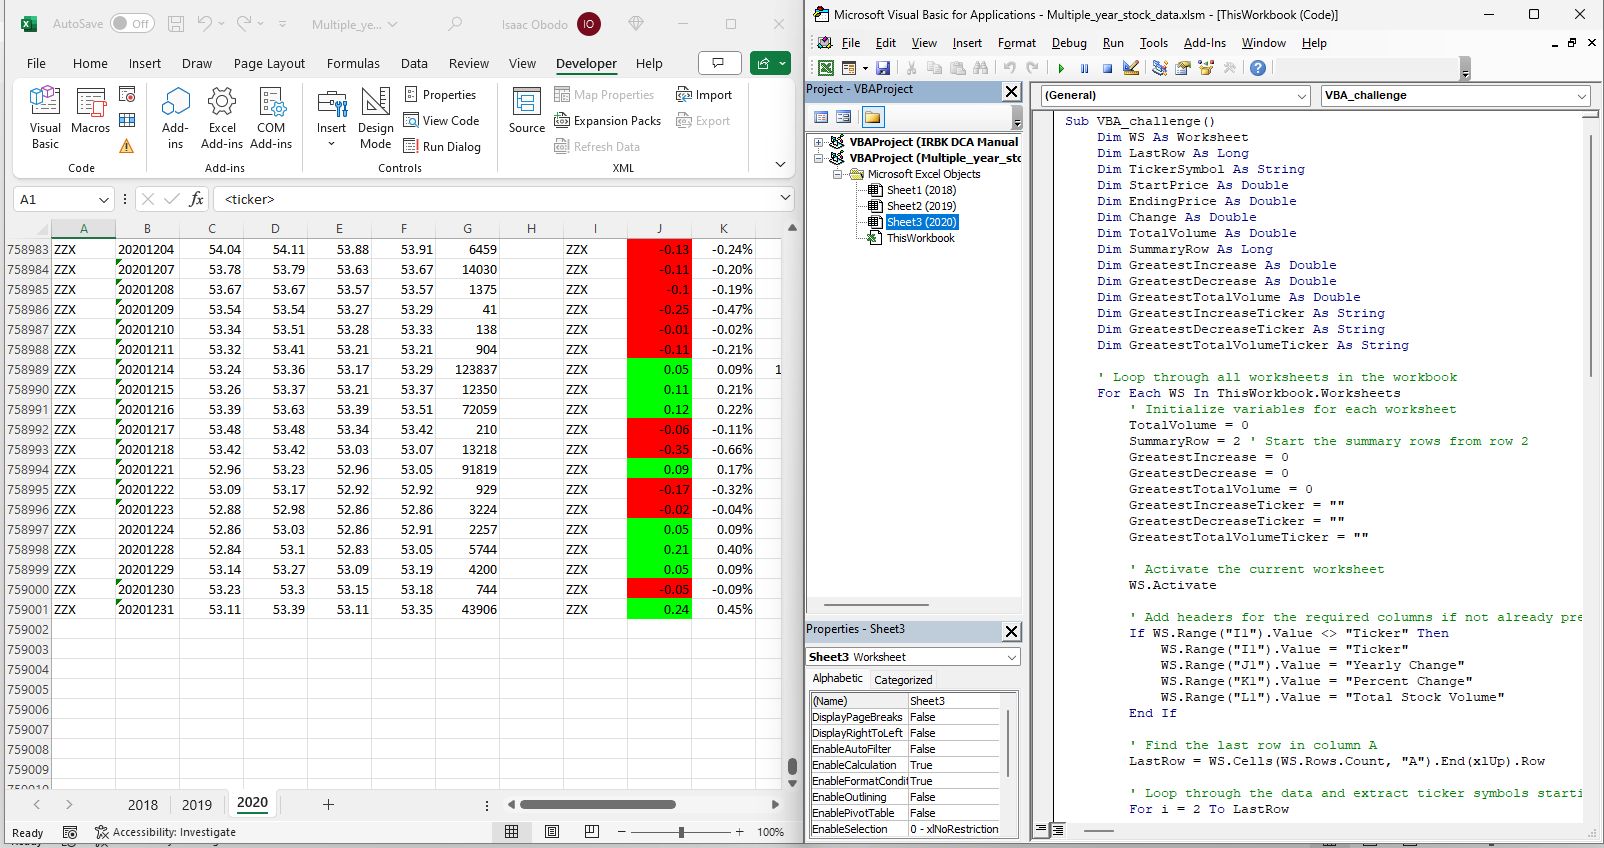 AutoSave Off Multiple_ye... Isaac Obodo IO
File Home Insert Draw Page Layout Formulas Data Review View Developer Help
Visual Basic
Macros
Add-ins
Excel Add-ins
COM Add-ins
Insert
Design Mode
Properties
View Code
Run Dialog
Source
Map Properties
Expansion Packs
Refresh Data
Import
Export
Code Add-ins Controls XML
A1 fx <ticker>
A B C D E F G H I J K
758983 ZZX 20201204 54.04 54.11 53.88 53.91 6459 ZZX -0.13 -0.24%
758984 ZZX 20201207 53.78 53.79 53.63 53.67 14030 ZZX -0.11 -0.20%
758985 ZZX 20201208 53.67 53.67 53.57 53.57 1375 ZZX -0.1 -0.19%
758986 ZZX 20201209 53.54 53.54 53.27 53.29 41 ZZX -0.25 -0.47%
758987 ZZX 20201210 53.34 53.51 53.28 53.33 138 ZZX -0.01 -0.02%
758988 ZZX 20201211 53.32 53.41 53.21 53.21 904 ZZX -0.11 -0.21%
758989 ZZX 20201214 53.24 53.36 53.17 53.29 123837 ZZX 0.05 0.09% 1
758990 ZZX 20201215 53.26 53.37 53.21 53.37 12350 ZZX 0.11 0.21%
758991 ZZX 20201216 53.39 53.63 53.39 53.51 72059 ZZX 0.12 0.22%
758992 ZZX 20201217 53.48 53.48 53.34 53.42 210 ZZX -0.06 -0.11%
758993 ZZX 20201218 53.42 53.42 53.03 53.07 13218 ZZX -0.35 -0.66%
758994 ZZX 20201221 52.96 53.23 52.96 53.05 91819 ZZX 0.09 0.17%
758995 ZZX 20201222 53.09 53.17 52.92 52.92 929 ZZX -0.17 -0.32%
758996 ZZX 20201223 52.88 52.98 52.86 52.86 3224 ZZX -0.02 -0.04%
758997 ZZX 20201224 52.86 53.03 52.86 52.91 2257 ZZX 0.05 0.09%
758998 ZZX 20201228 52.84 53.1 52.83 53.05 5744 ZZX 0.21 0.40%
758999 ZZX 20201229 53.14 53.27 53.09 53.19 4200 ZZX 0.05 0.09%
759000 ZZX 20201230 53.23 53.3 53.15 53.18 744 ZZX -0.05 -0.09%
759001 ZZX 20201231 53.11 53.39 53.11 53.35 43906 ZZX 0.24 0.45%
759002
759003
759004
759005
759006
759007
759008
759009
2018 2019 2020
Ready Accessibility: Investigate 100%
Microsoft Visual Basic for Applications - Multiple_year_stock_data.xlsm - [ThisWorkbook (Code)]
File Edit View Insert Format Debug Run Tools Add-Ins Window Help
Project - VBAProject
VBAProject (IRBK DCA Manual
VBAProject (Multiple_year_sto
Microsoft Excel Objects
Sheet1 (2018)
Sheet2 (2019)
Sheet3 (2020)
ThisWorkbook
Properties - Sheet3
Sheet3 Worksheet
Alphabetic Categorized
(Name) Sheet3
DisplayPageBreaks False
DisplayRightToLeft False
EnableAutoFilter False
EnableCalculation True
EnableFormatCondit True
EnableOutlining False
EnablePivotTable False
EnableSelection 0 - xlNoRestriction
(General) VBA_challenge
Sub VBA_challenge()
Dim WS As Worksheet
Dim LastRow As Long
Dim TickerSymbol As String
Dim StartPrice As Double
Dim EndingPrice As Double
Dim Change As Double
Dim TotalVolume As Double
Dim SummaryRow As Long
Dim GreatestIncrease As Double
Dim GreatestDecrease As Double
Dim GreatestTotalVolume As Double
Dim GreatestIncreaseTicker As String
Dim GreatestDecreaseTicker As String
Dim GreatestTotalVolumeTicker As String
' Loop through all worksheets in the workbook
For Each WS In ThisWorkbook.Worksheets
' Initialize variables for each worksheet
TotalVolume = 0
SummaryRow = 2 ' Start the summary rows from row 2
GreatestIncrease = 0
GreatestDecrease = 0
GreatestTotalVolume = 0
GreatestIncreaseTicker = ""
GreatestDecreaseTicker = ""
GreatestTotalVolumeTicker = ""
' Activate the current worksheet
WS.Activate
' Add headers for the required columns if not already pre
If WS.Range("I1").Value <> "Ticker" Then
WS.Range("I1").Value = "Ticker"
WS.Range("J1").Value = "Yearly Change"
WS.Range("K1").Value = "Percent Change"
WS.Range("L1").Value = "Total Stock Volume"
End If
' Find the last row in column A
LastRow = WS.Cells(WS.Rows.Count, "A").End(xlUp).Row
' Loop through the data and extract ticker symbols starti
For i = 2 To LastRow